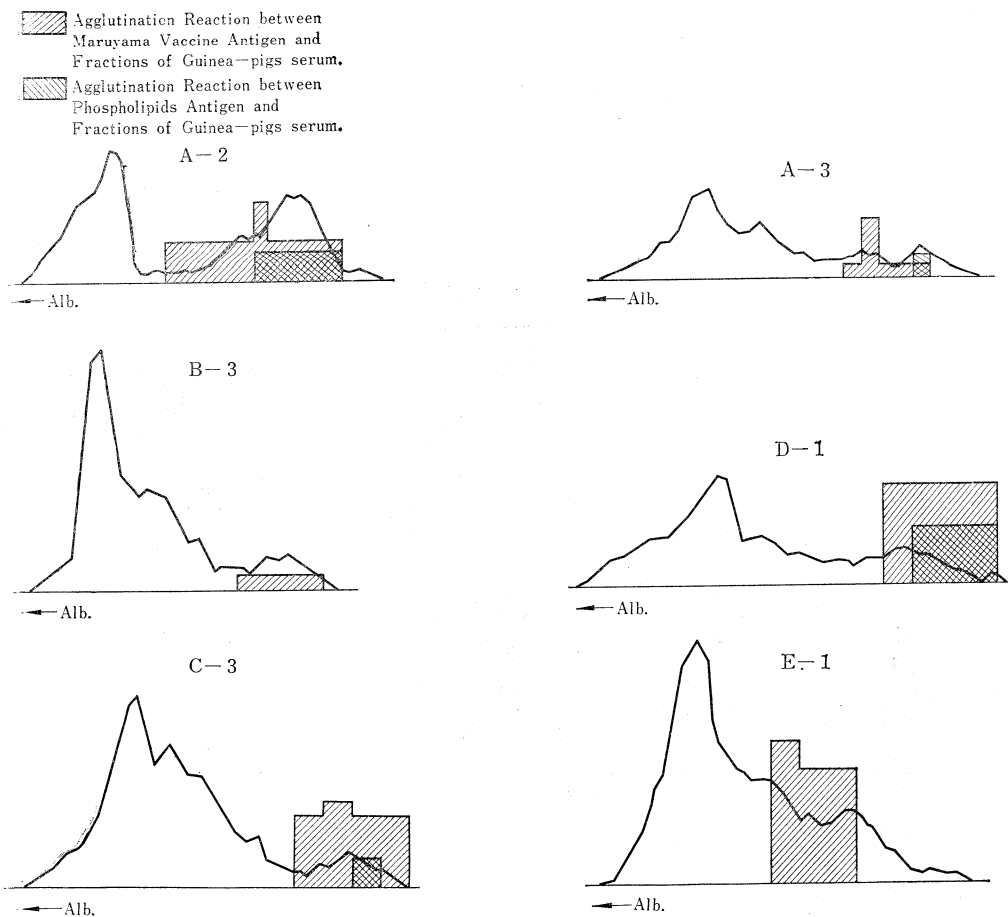 Agglutination Reaction between
Maruyama Vaccine Antigen and
Fractions of Guinea—pigs serum.
Agglutination Reaction between
Phospholipids Antigen and
Fractions of Guinea—pigs serum.
A—2
A—3
Alb.
Alb.
B—3
D—1
Alb.
Alb.
C—3
E—1
Alb.
Alb.